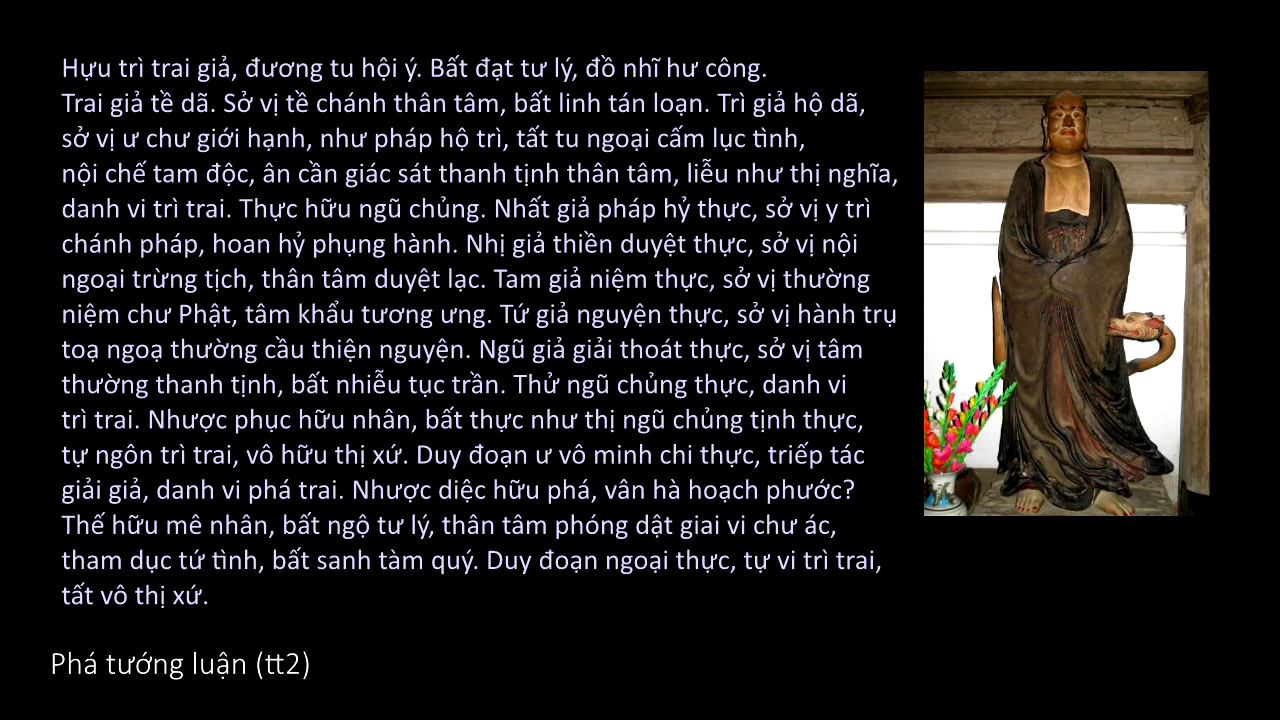 Hựu trì trai giả, đương tu hội ý. Bất đạt tư lý, đồ nhĩ hư công.
Trai giả tề dã. Sở vị tề chánh thân tâm, bất linh tán loạn. Trì giả hộ dã,
sở vị ư chư giới hạnh, như pháp hộ trì, tất tu ngoại cấm lục tình,
nội chế tam độc, ân cần giác sát thanh tịnh thân tâm, liễu như thị nghĩa,
danh vi trì trai. Thực hữu ngũ chủng. Nhất giả pháp hỷ thực, sở vị y trì
chánh pháp, hoan hỷ phụng hành. Nhị giả thiền duyệt thực, sở vị nội
ngoại trừng tịch, thân tâm duyệt lạc. Tam giả niệm thực, sở vị thường
niệm chư Phật, tâm khẩu tương ưng. Tứ giả nguyện thực, sở vị hành trụ
toạ ngoạ thường cầu thiện nguyện. Ngũ giả giải thoát thực, sở vị tâm
thường thanh tịnh, bất nhiễu tục trần. Thử ngũ chủng thực, danh vi
trì trai. Nhược phục hữu nhân, bất thực như thị ngũ chủng tịnh thực,
tự ngôn trì trai, vô hữu thị xứ. Duy đoạn ư vô minh chi thực, triếp tác
giải giả, danh vi phá trai. Nhược diệc hữu phá, vân hà hoạch phước?
Thế hữu mê nhân, bất ngộ tư lý, thân tâm phóng dật giai vi chư ác,
tham dục tứ tình, bất sanh tàm quý. Duy đoạn ngoại thực, tự vi trì trai,
tất vô thị xứ.
Phá tướng luận (tt2)